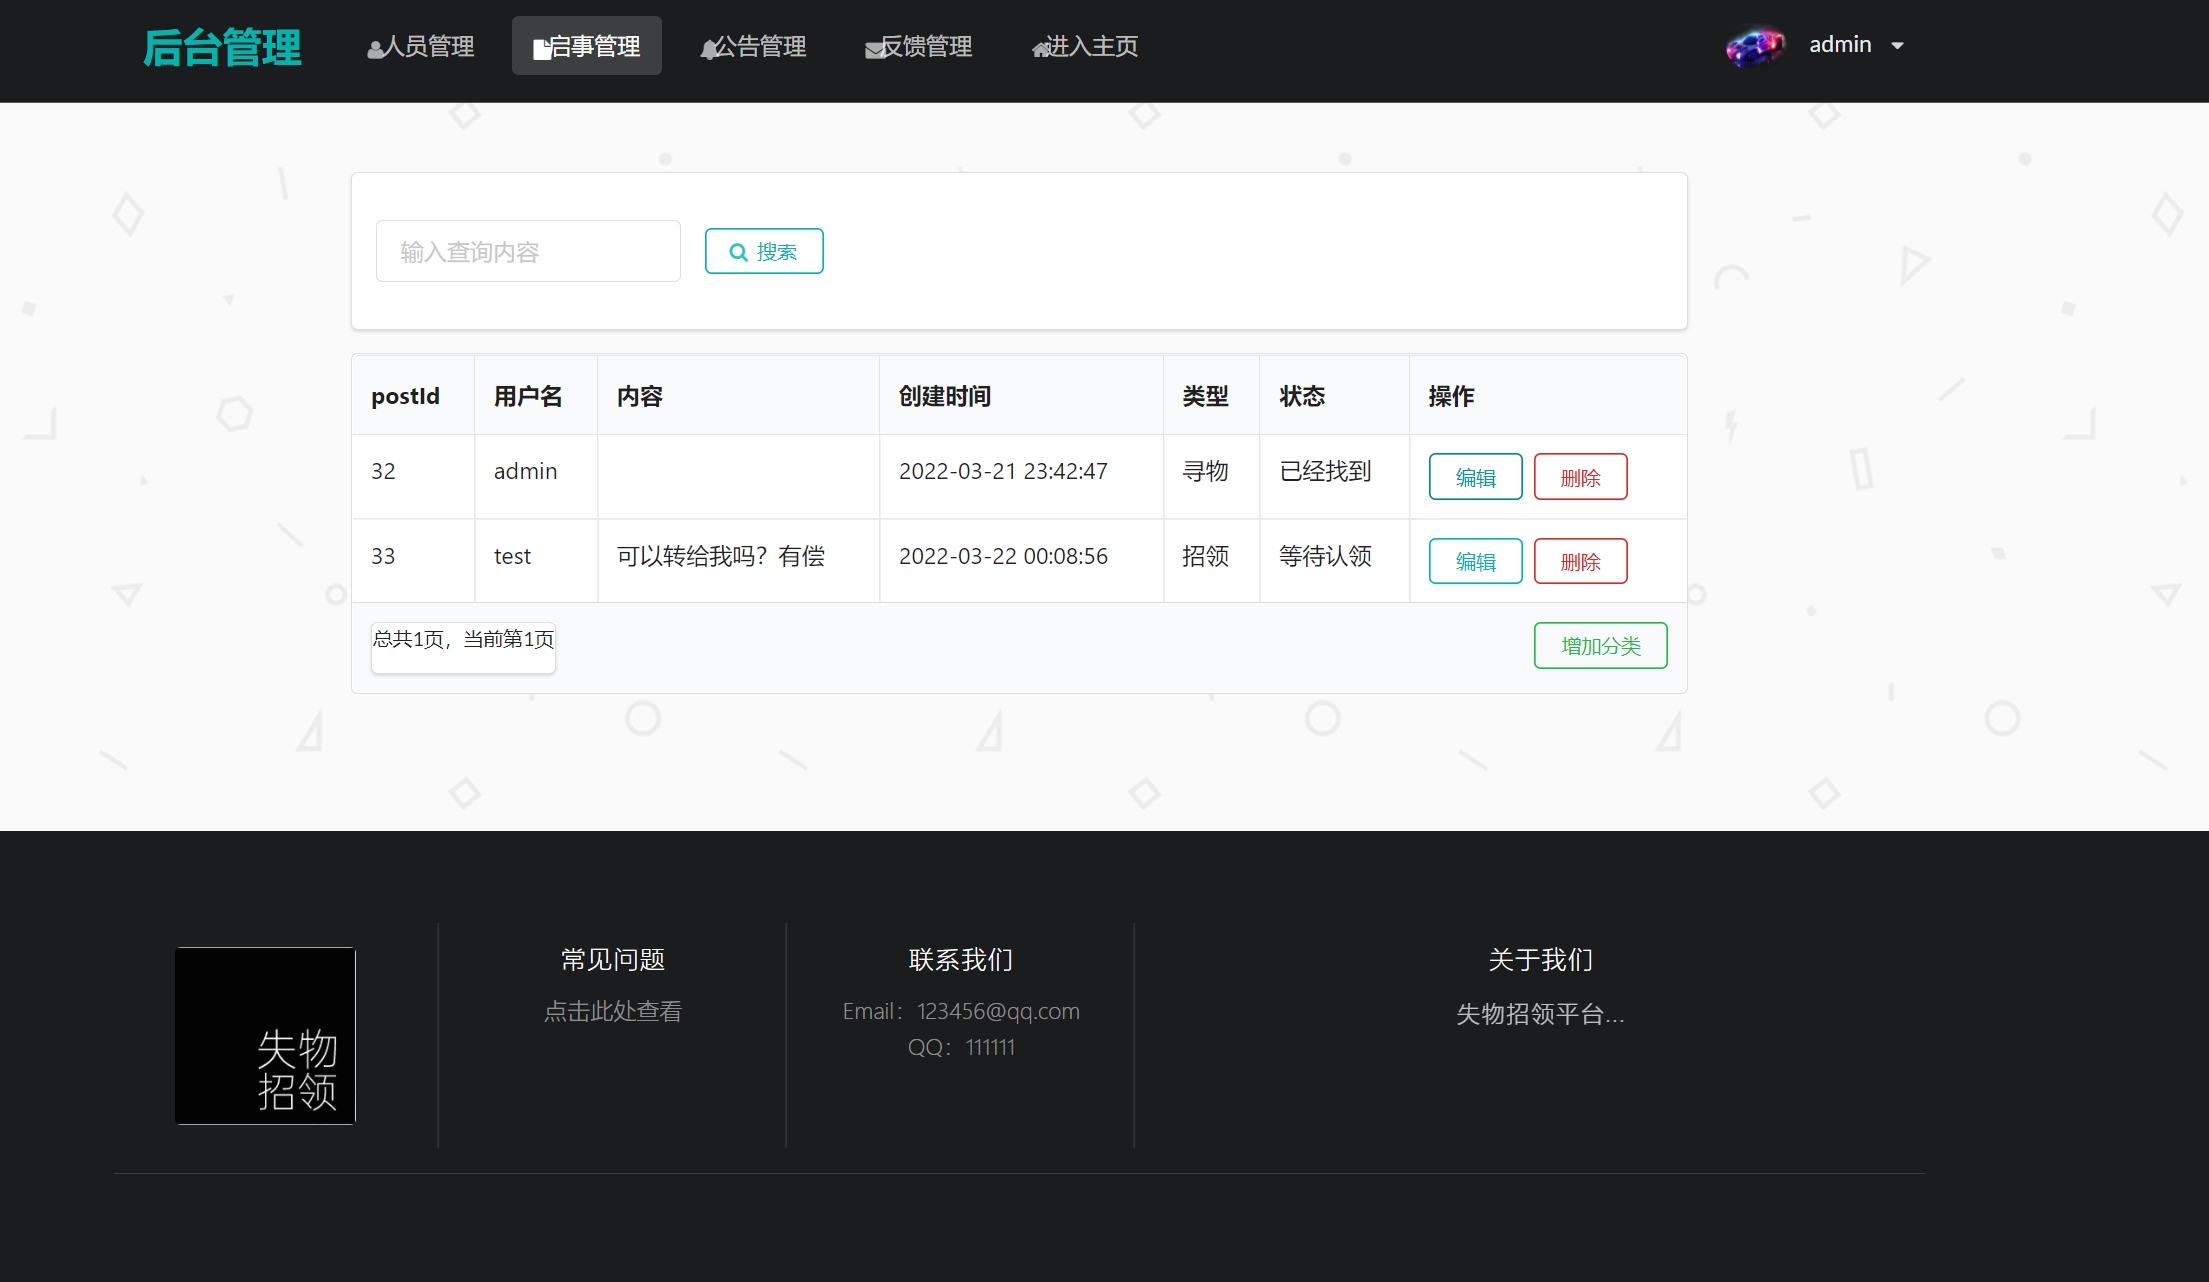 后台管理 人员管理 启事管理 公告管理 反馈管理 进入主页 admin
输入查询内容 搜索
postId 用户名 内容 创建时间 类型 状态 操作
32 admin 2022-03-21 23:42:47 寻物 已经找到 编辑 删除
33 test 可以转给我吗？有偿 2022-03-22 00:08:56 招领 等待认领 编辑 删除
总共1页，当前第1页 增加分类
失物
招领
常见问题
点击此处查看
联系我们
Email：123456@qq.com
QQ：111111
关于我们
失物招领平台...